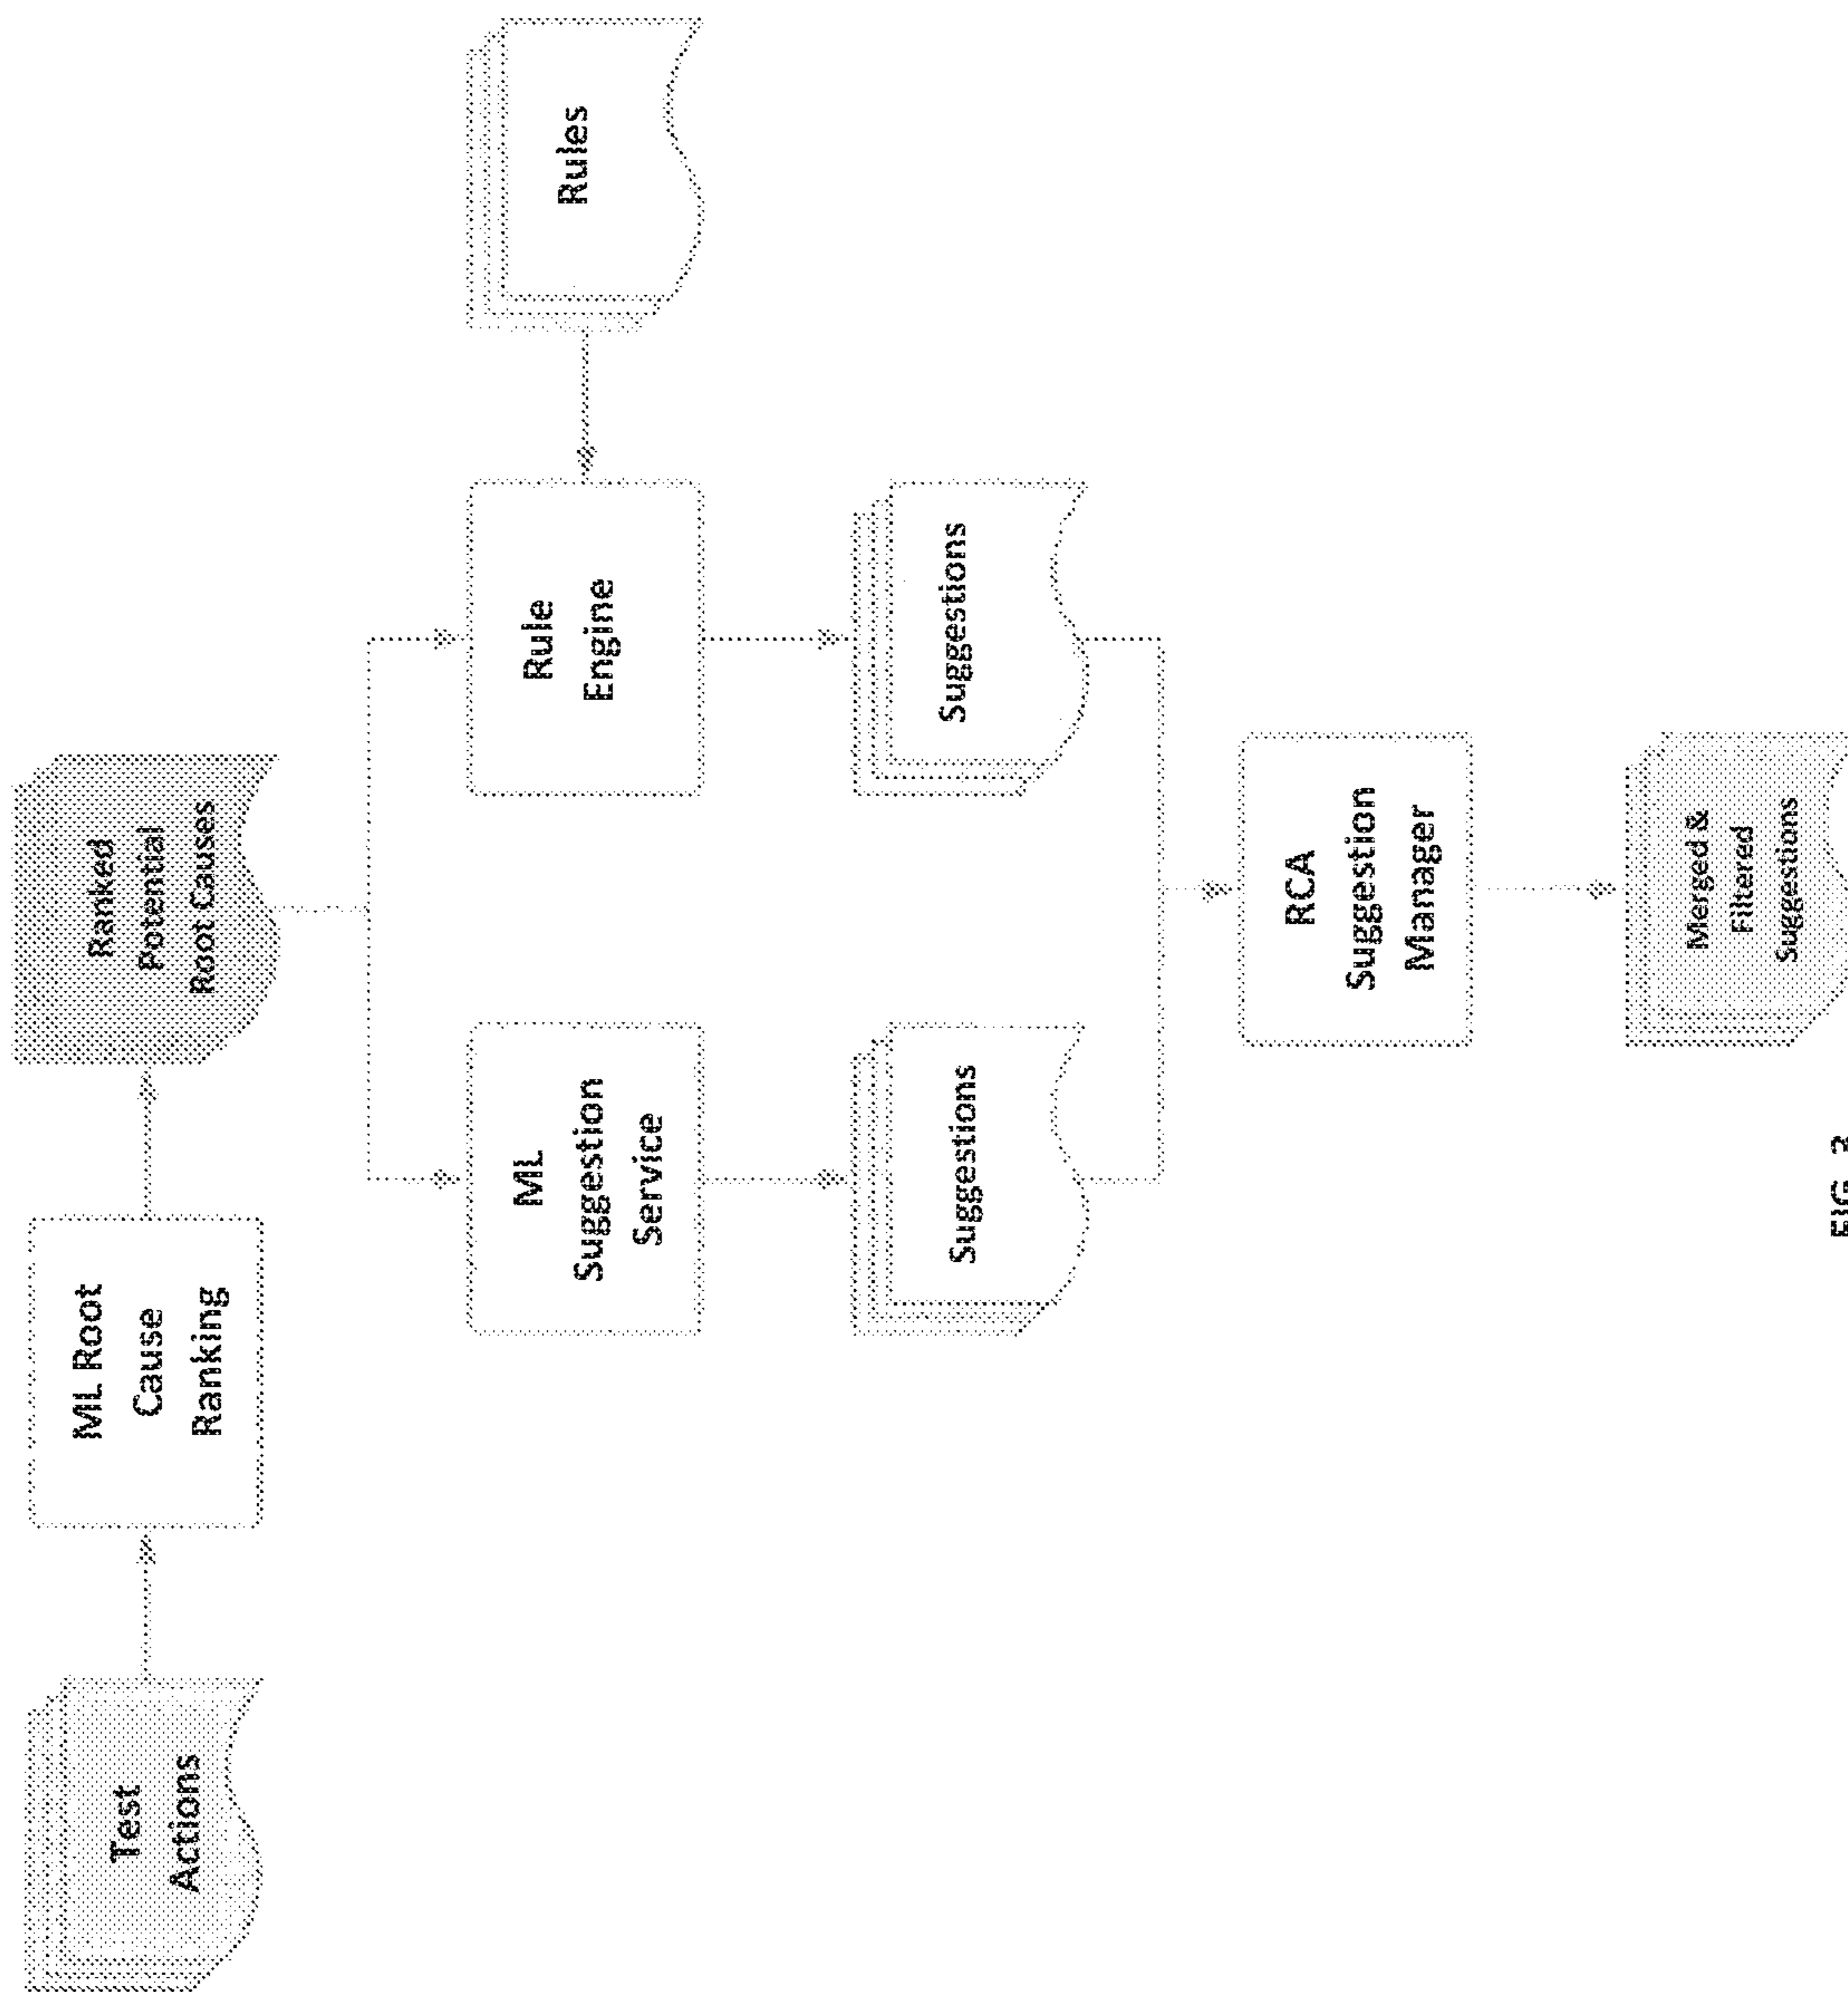 Test
Actions
ML Root
Cause
Ranking
Ranked
Potential
Root Causes
ML
Suggestion
Service
Rule
Engine
Rules
Suggestions
Suggestions
RCA
Suggestion
Manager
Merged &
Filtered
Suggestions
FIG.